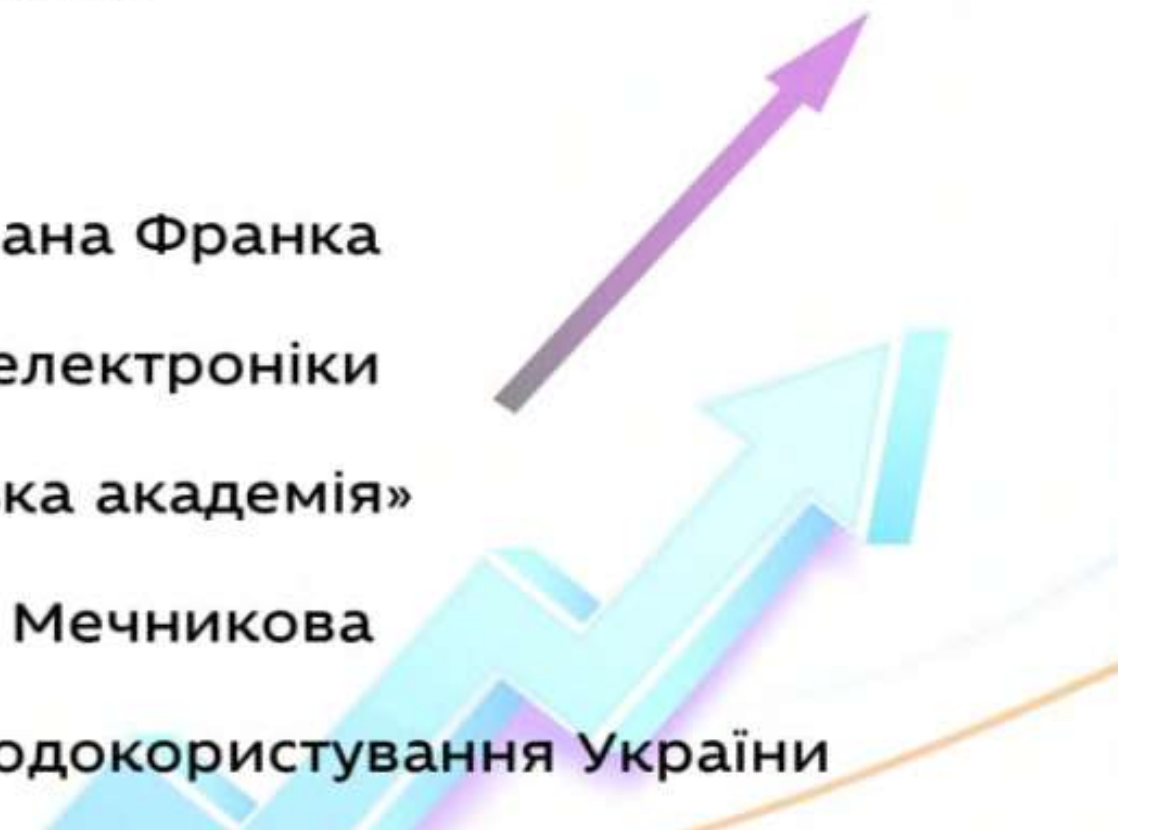 ана Франка
електроніки
ка академія»
Мечникова
одокористування України